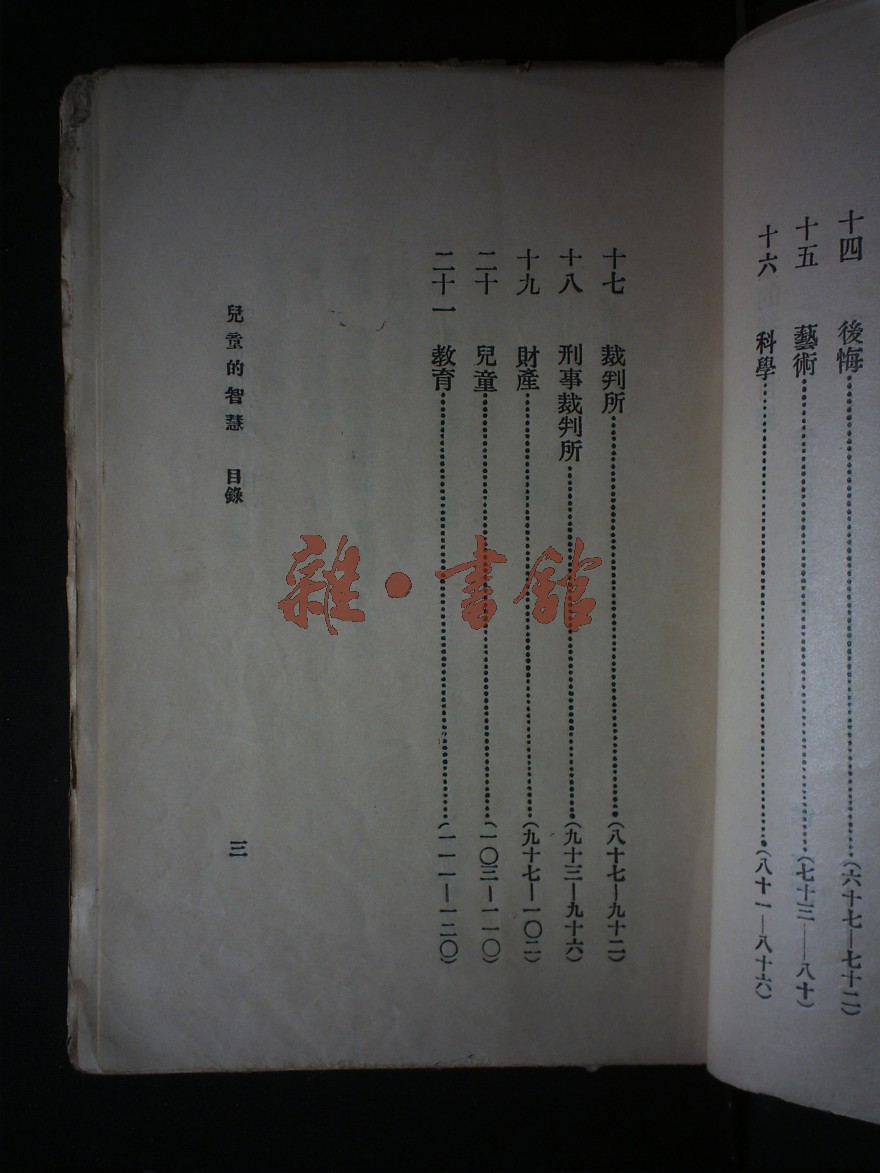 十四 後悔……(六十七—七十二)
十五 藝術……(七十三—八十)
十六 科學……(八十一—八十六)
十七 裁判所……(八十七—九十二)
十八 刑事裁判所……(九十三—九十六)
十九 財產……(九十七—一〇二)
二十 兒童……(一〇三—一一〇)
二十一 教育……(一一一—一二〇)
兒童的智慧 目錄
三
雜·書館